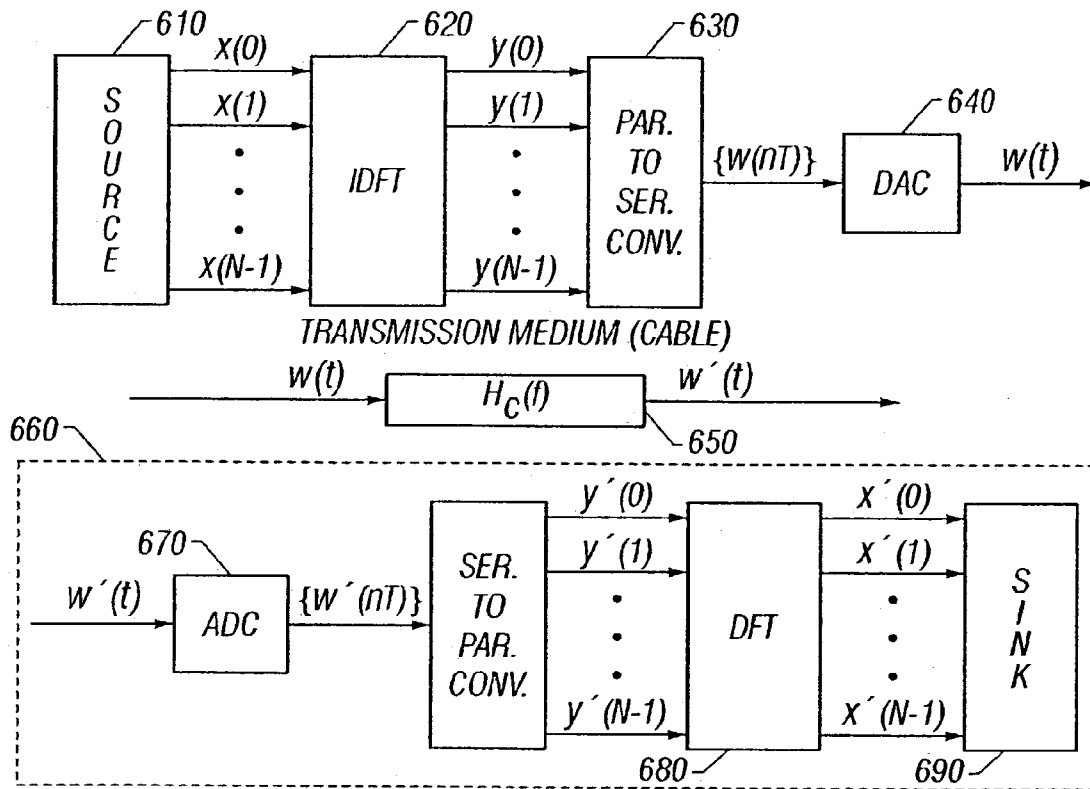 610
620
630
640
x(0)
y(0)
x(1)
y(1)
x(N-1)
y(N-1)
SOURCE
IDFT
PAR.
TO
SER.
CONV.
{w(nT)}
DAC
w(t)
TRANSMISSION MEDIUM (CABLE)
w(t)
H_C(f)
w´(t)
650
660
670
w´(t)
ADC
{w´(nT)}
SER.
TO
PAR.
CONV.
y´(0)
y´(1)
y´(N-1)
DFT
x´(0)
x´(1)
x´(N-1)
SINK
680
690